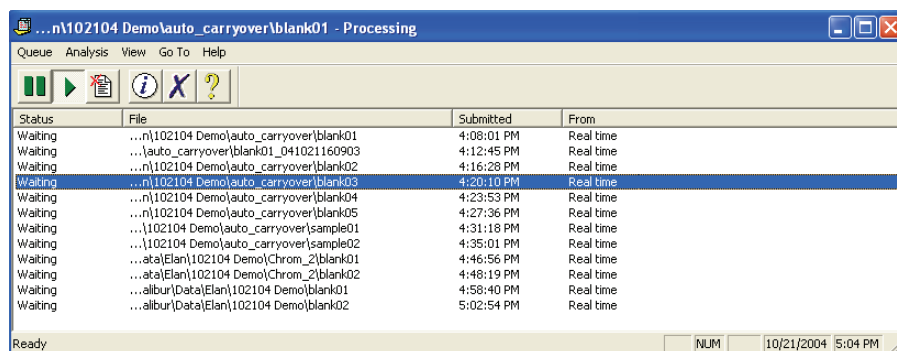 ...n\102104 Demo\auto_carryover\blank01 - Processing
Queue Analysis View Go To Help
Status File Submitted From
Waiting ...n\102104 Demo\auto_carryover\blank01 4:08:01 PM Real time
Waiting ...\auto_carryover\blank01_041021160903 4:12:45 PM Real time
Waiting ...n\102104 Demo\auto_carryover\blank02 4:16:28 PM Real time
Waiting ...n\102104 Demo\auto_carryover\blank03 4:20:10 PM Real time
Waiting ...n\102104 Demo\auto_carryover\blank04 4:23:53 PM Real time
Waiting ...n\102104 Demo\auto_carryover\blank05 4:27:36 PM Real time
Waiting ...\102104 Demo\auto_carryover\sample01 4:31:18 PM Real time
Waiting ...\102104 Demo\auto_carryover\sample02 4:35:01 PM Real time
Waiting ...ata\Elan\102104 Demo\Chrom_2\blank01 4:46:56 PM Real time
Waiting ...ata\Elan\102104 Demo\Chrom_2\blank02 4:48:19 PM Real time
Waiting ...alibur\Data\Elan\102104 Demo\blank01 4:58:40 PM Real time
Waiting ...alibur\Data\Elan\102104 Demo\blank02 5:02:54 PM Real time
Ready NUM 10/21/2004 5:04 PM